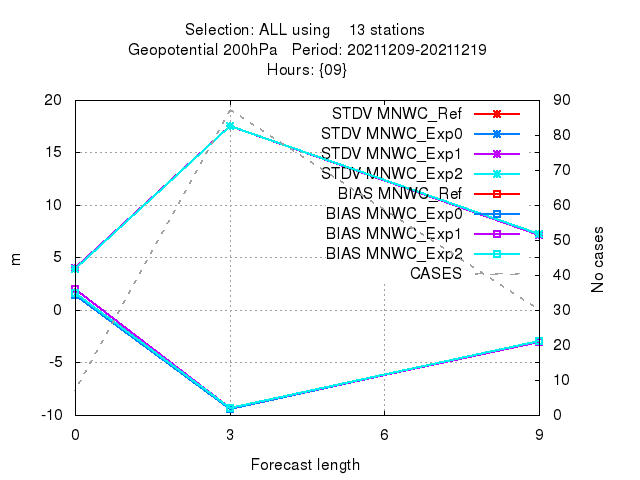 Selection: ALL using 13 stations
Geopotential 200hPa Period: 20211209-20211219
Hours: {09}
20
15
10
5
0
-5
-10
m
90
80
70
60
50
40
30
20
10
0
No cases
STDV MNWC_Ref
STDV MNWC_Exp0
STDV MNWC_Exp1
STDV MNWC_Exp2
BIAS MNWC_Ref
BIAS MNWC_Exp0
BIAS MNWC_Exp1
BIAS MNWC_Exp2
CASES
0 3 6 9
Forecast length